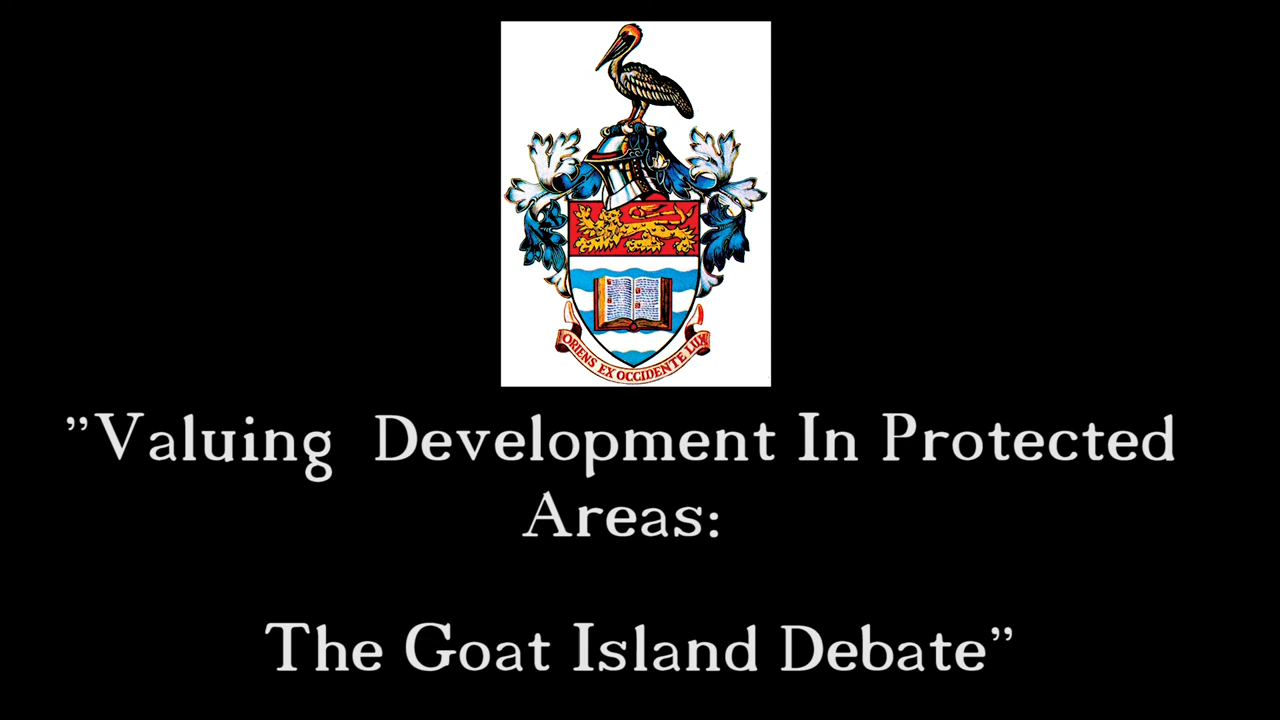 ORIENS EX OCCIDENTE LUX
”Valuing Development In Protected
Areas:
The Goat Island Debate”